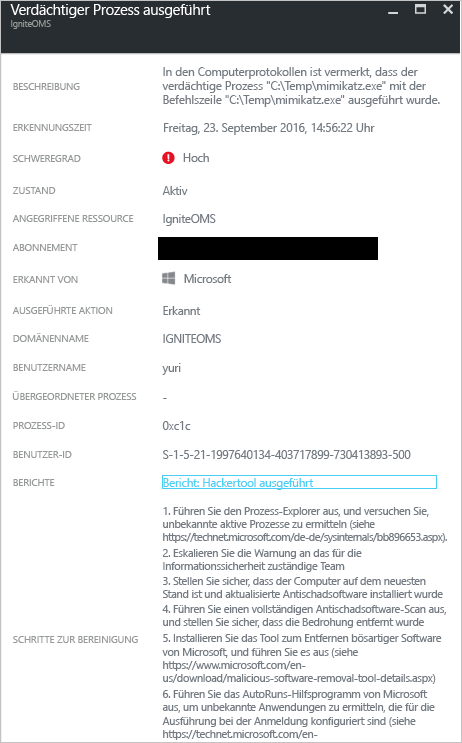 Verdächtiger Prozess ausgeführt
IgniteOMS
BESCHREIBUNG
In den Computerprotokollen ist vermerkt, dass der
verdächtige Prozess "C:\Temp\mimikatz.exe" mit der
Befehlszeile "C:\Temp\mimikatz.exe" ausgeführt wurde.
ERKENNUNGSZEIT
Freitag, 23. September 2016, 14:56:22 Uhr
SCHWEREGRAD
Hoch
ZUSTAND
Aktiv
ANGEGRIFFENE RESSOURCE
IgniteOMS
ABONNEMENT
ERKANNT VON
Microsoft
AUSGEFÜHRTE AKTION
Erkannt
DOMÄNENNAME
IGNITEOMS
BENUTZERNAME
yuri
ÜBERGEORDNETER PROZESS
-
PROZESS-ID
0xc1c
BENUTZER-ID
S-1-5-21-1997640134-403717899-730413893-500
BERICHTE
Bericht: Hackertool ausgeführt
SCHRITTE ZUR BEREINIGUNG
1. Führen Sie den Prozess-Explorer aus, und versuchen Sie,
unbekannte aktive Prozesse zu ermitteln (siehe
https://technet.microsoft.com/de-de/sysinternals/bb896653.aspx).
2. Eskalieren Sie die Warnung an das für die
Informationssicherheit zuständige Team
3. Stellen Sie sicher, dass der Computer auf dem neuesten
Stand ist und aktualisierte Antischadsoftware installiert wurde
4. Führen Sie einen vollständigen Antischadsoftware-Scan aus,
und stellen Sie sicher, dass die Bedrohung entfernt wurde
5. Installieren Sie das Tool zum Entfernen bösartiger Software
von Microsoft, und führen Sie es aus (siehe
https://www.microsoft.com/en-
us/download/malicious-software-removal-tool-details.aspx)
6. Führen Sie das AutoRuns-Hilfsprogramm von Microsoft
aus, um unbekannte Anwendungen zu ermitteln, die für die
Ausführung bei der Anmeldung konfiguriert sind (siehe
https://technet.microsoft.com/en-